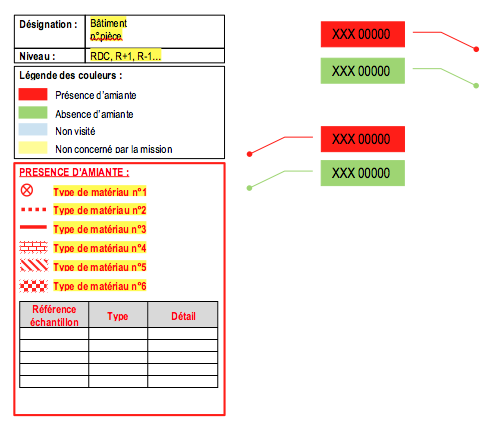 Désignation :
Bâtiment
n°pièce
Niveau :
RDC, R+1, R-1...
Légende des couleurs :
Présence d'amiante
Absence d'amiante
Non visité
Non concerné par la mission
PRESENCE D'AMIANTE :
Type de matériau n°1
Type de matériau n°2
Type de matériau n°3
Type de matériau n°4
Type de matériau n°5
Type de matériau n°6
Référence
échantillon
Type
Détail
XXX 00000
XXX 00000
XXX 00000
XXX 00000